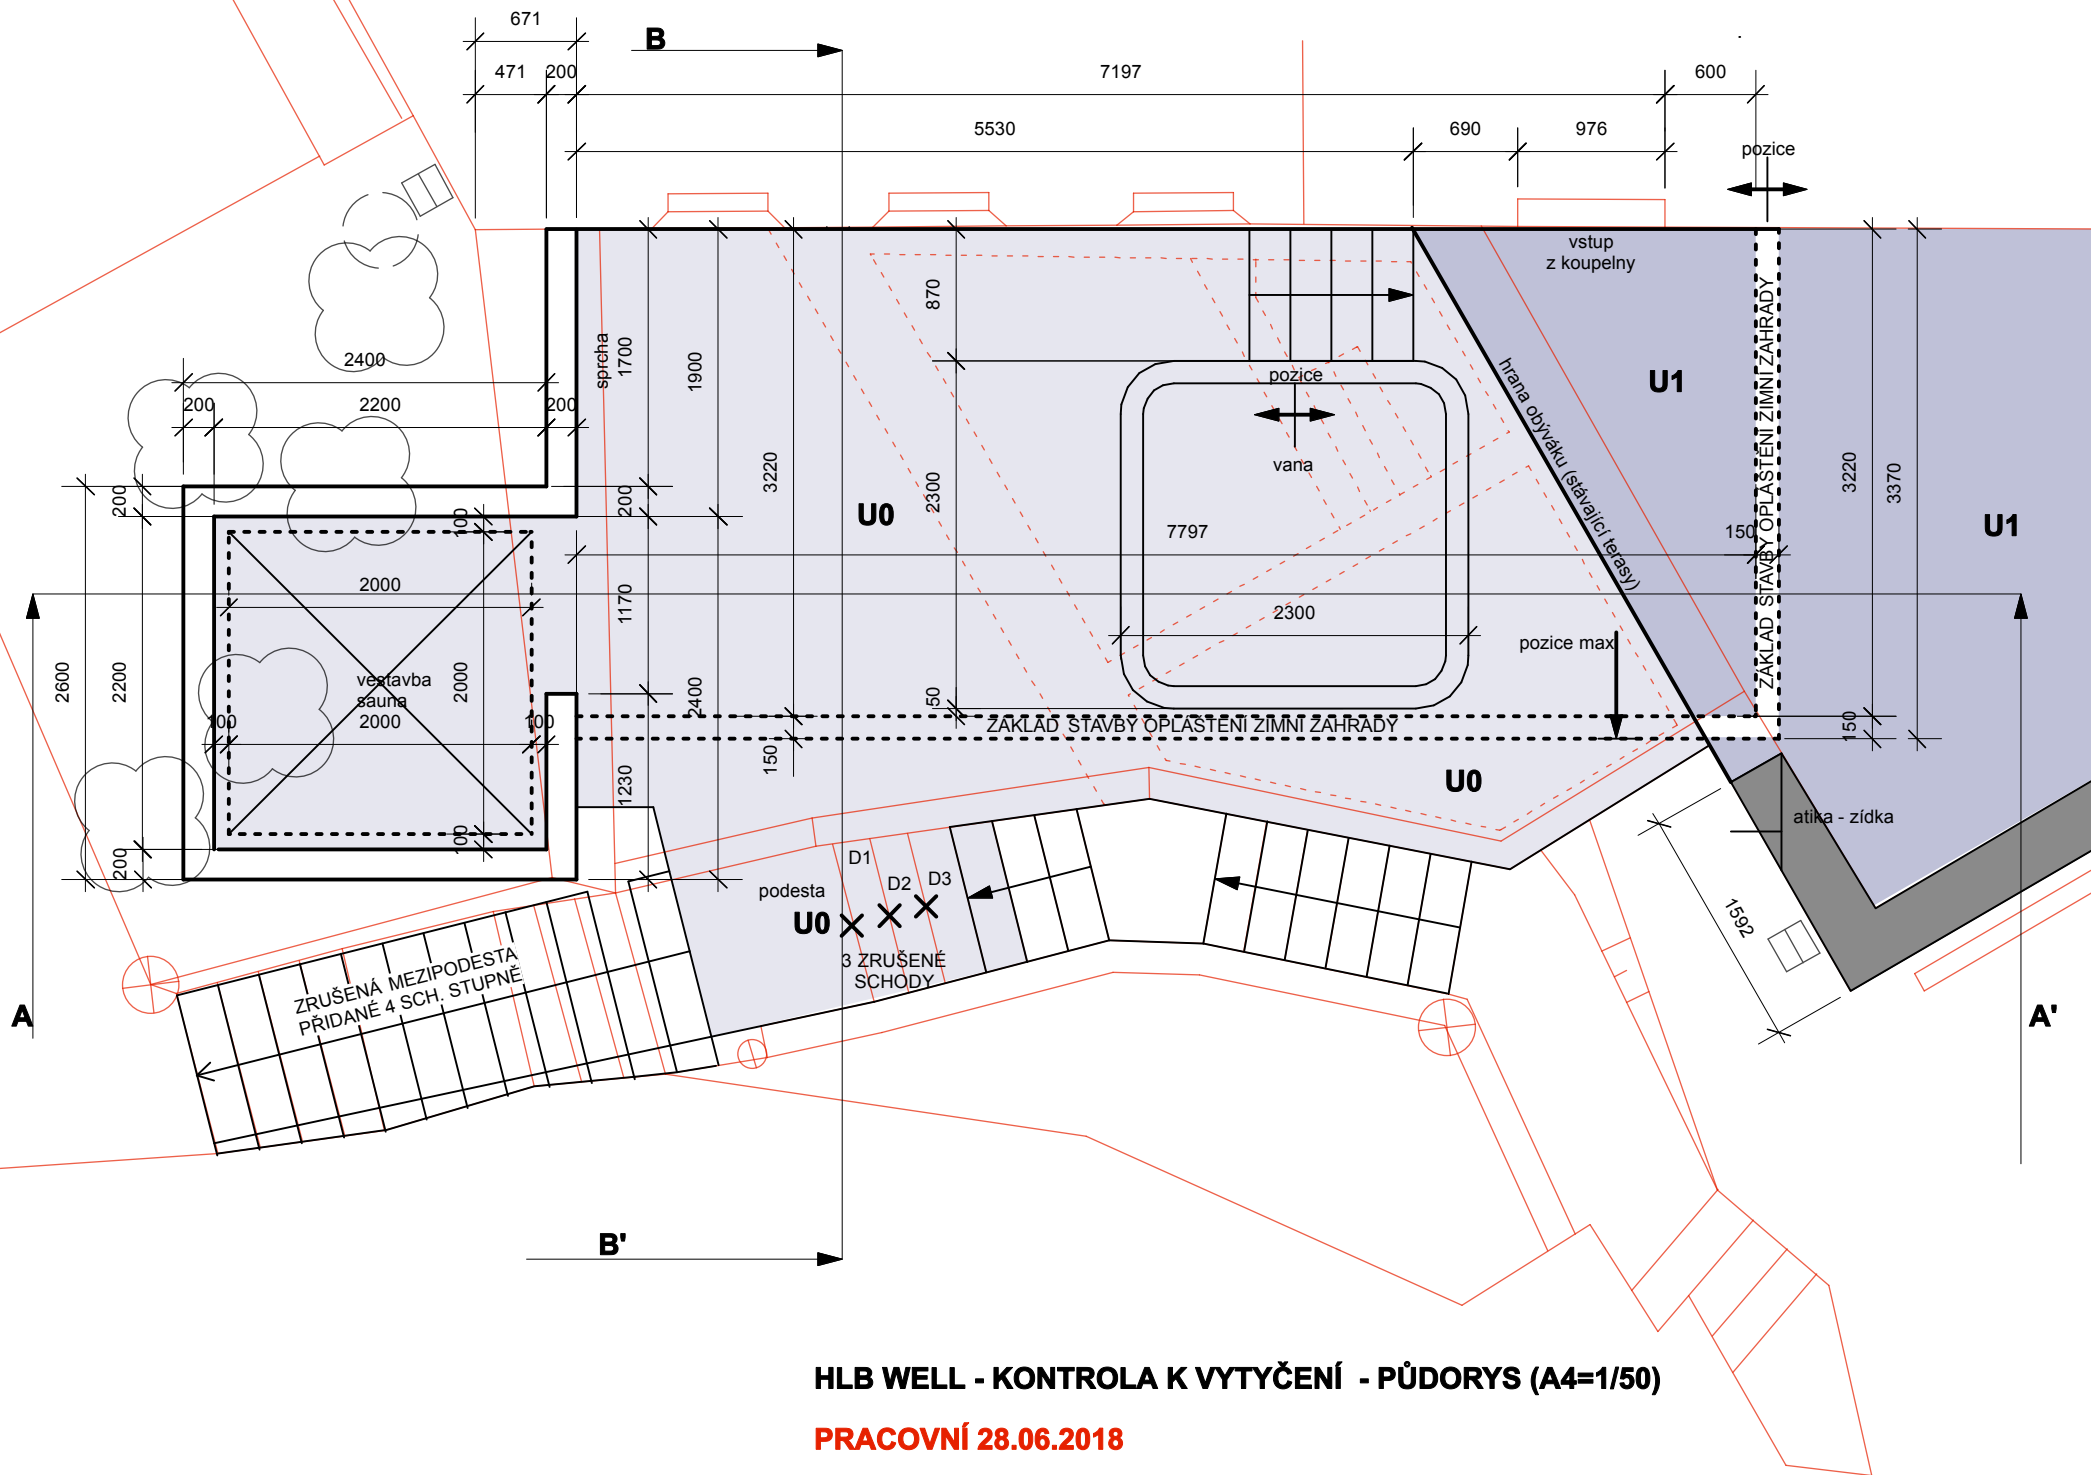 671
B
471 200 7197 600
5530 690 976
pozice
vstup
z koupelny
870
sprcha
1700
1900
2400
200 2200 200
pozice
vana
hrana obýváku (stávající terasy)
U1
ZÁKLAD STAVBY OPLÁŠTĚNÍ ZIMNÍ ZAHRADY
3220
3370
U1
200
100
200
3220
2300
U0
7797
150
2000
1170
2300
pozice max
2600
2200
vestavba
sauna
2000
2000
100
100
2400
50
ZÁKLAD STAVBY OPLÁŠTĚNÍ ZIMNÍ ZAHRADY
150
150
1230
U0
200
100
atika - zídka
D1
D2
D3
podesta
U0
3 ZRUŠENÉ
SCHODY
1592
ZRUŠENÁ MEZIPODESTA
PŘIDANÉ 4 SCH. STUPNĚ
A
A'
B'
HLB WELL - KONTROLA K VYTYČENÍ - PŮDORYS (A4=1/50)
PRACOVNÍ 28.06.2018